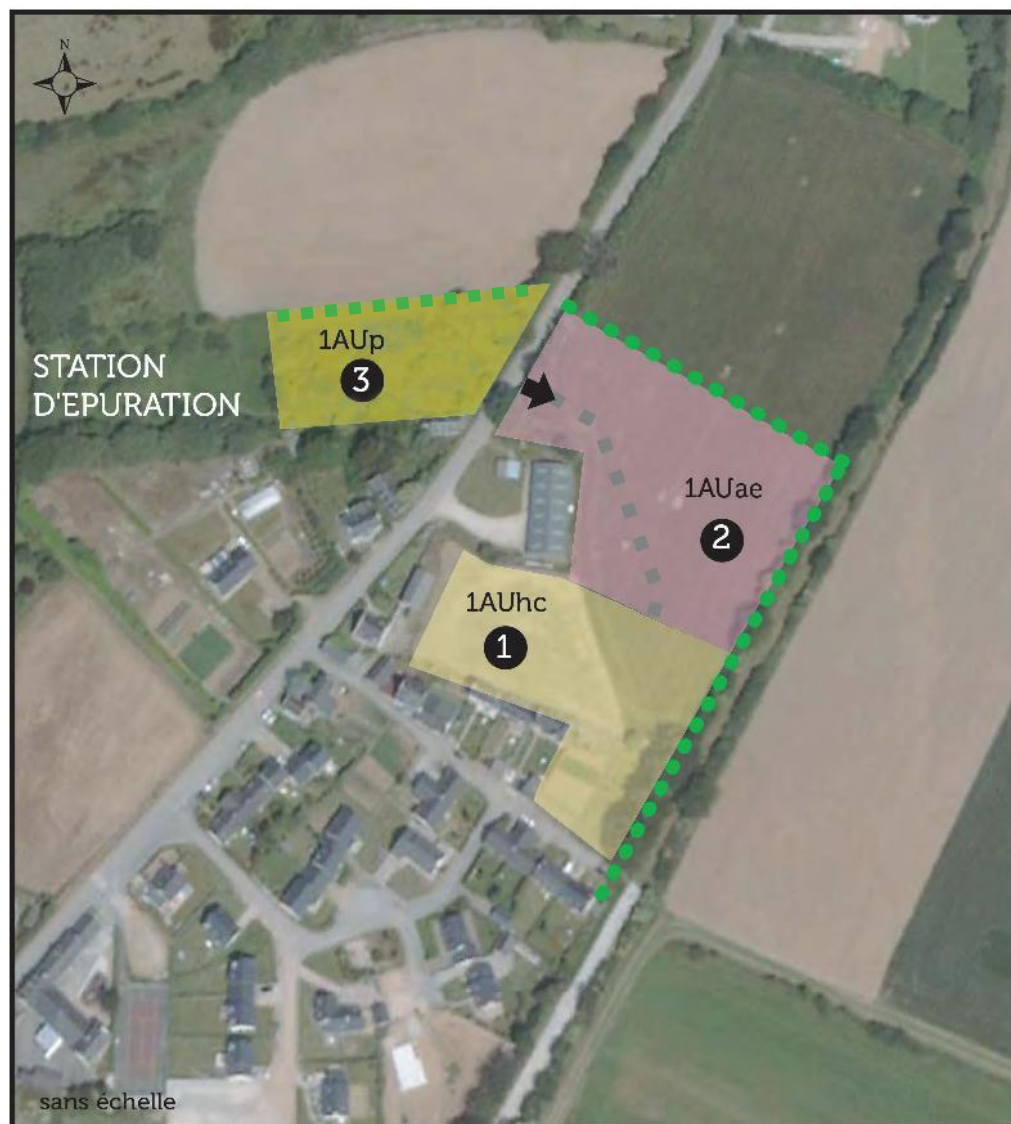 N
1AUp
3
STATION
D'EPURATION
1AUae
2
1AUhc
1
sans échelle